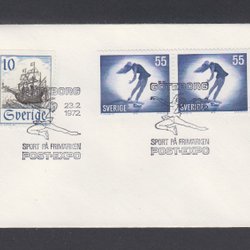 10
Sverige
GÖTEBORG
23.2
1972
SPORT PÅ FRIMÄRKEN
POST-EXPO
55
SVERIGE
55
SVERIGE
GÖTEBORG
SPORT PÅ FRIMÄRKEN
POST-EXPO